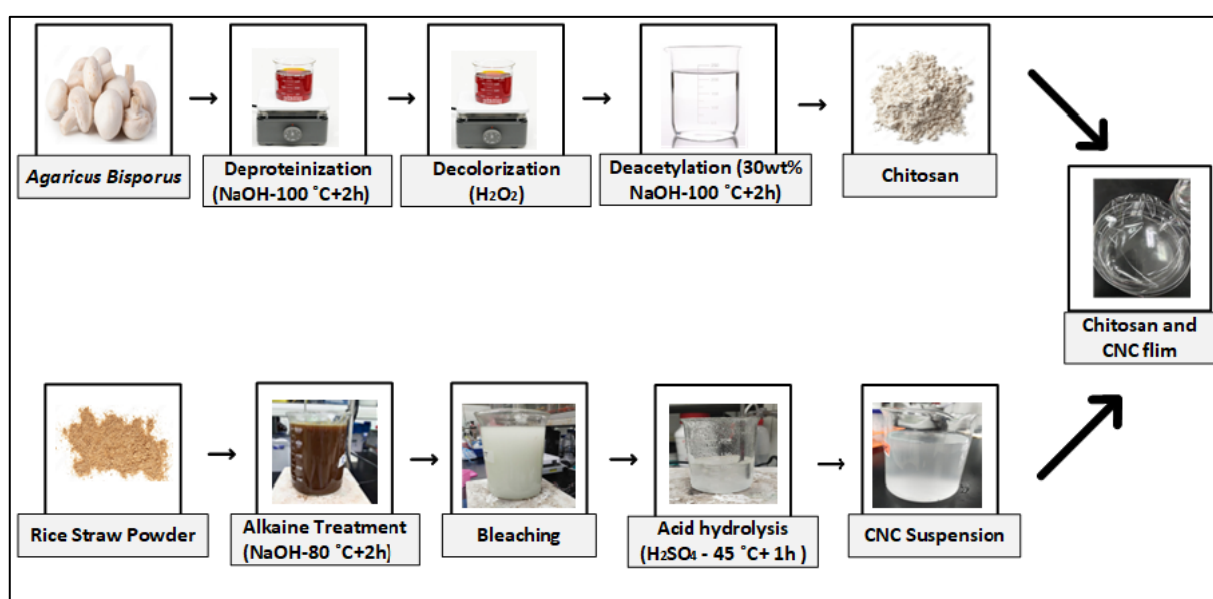 Agaricus Bisporus
Deproteinization
(NaOH-100 ˚C+2h)
Decolorization
(H₂O₂)
Deacetylation (30wt%
NaOH-100 ˚C+2h)
Chitosan
Chitosan and
CNC flim
Rice Straw Powder
Alkaine Treatment
(NaOH-80 ˚C+2h)
Bleaching
Acid hydrolysis
(H₂SO₄ - 45 ˚C+ 1h )
CNC Suspension